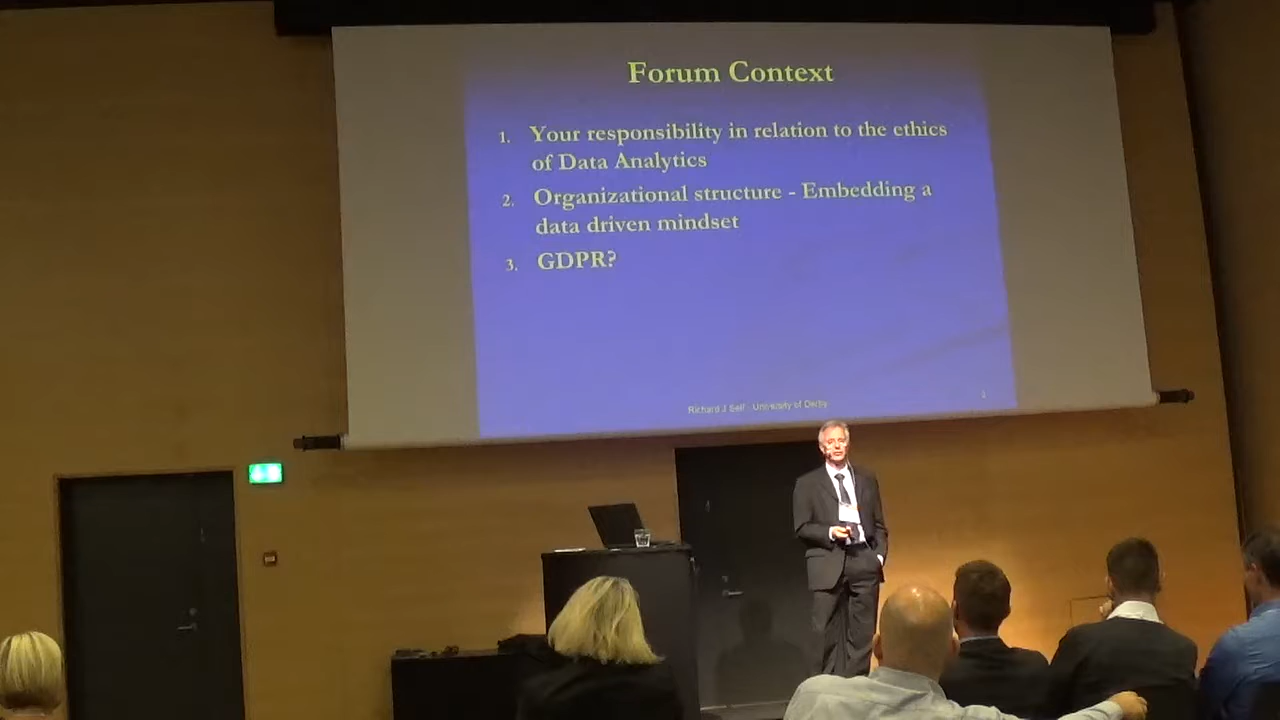 Forum Context
1. Your responsibility in relation to the ethics
of Data Analytics
2. Organizational structure - Embedding a
data driven mindset
3. GDPR?
Richard J Self - University of Derby